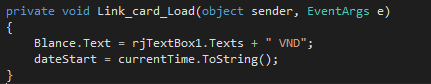 private void Link_card_Load(object sender, EventArgs e)
{
    Blance.Text = rjTextBox1.Texts + " VND";
    dateStart = currentTime.ToString();
}